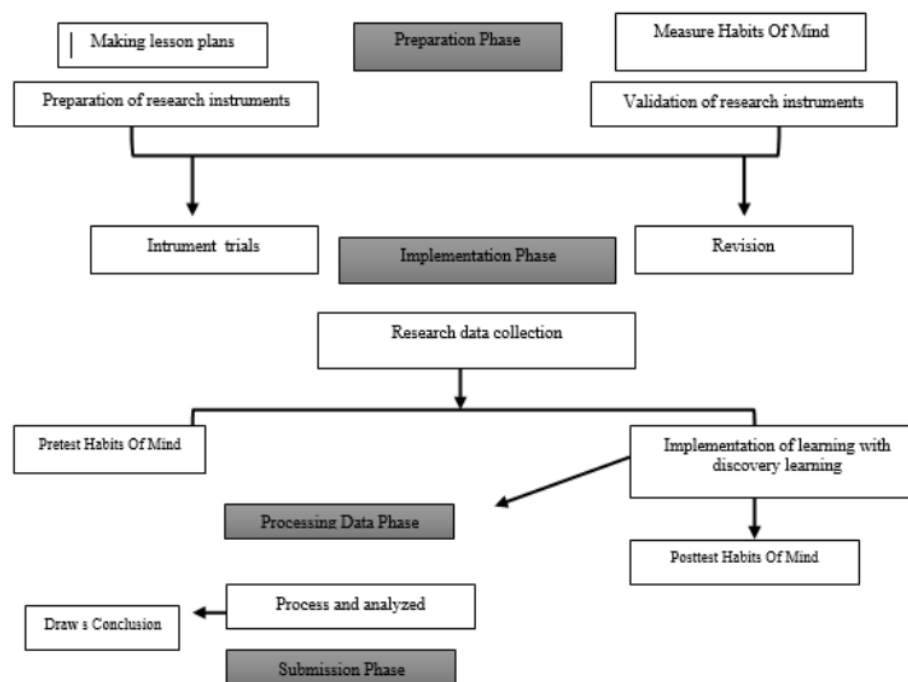 Making lesson plans
Preparation Phase
Measure Habits Of Mind
Preparation of research instruments
Validation of research instruments
Intrument trials
Implementation Phase
Revision
Research data collection
Pretest Habits Of Mind
Implementation of learning with
discovery learning
Processing Data Phase
Posttest Habits Of Mind
Process and analyzed
Draw s Conclusion
Submission Phase